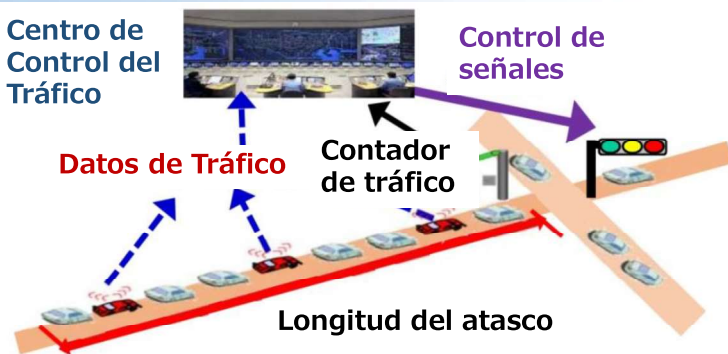 Centro de
Control del
Tráfico
Control de
señales
Datos de Tráfico
Contador
de tráfico
Longitud del atasco